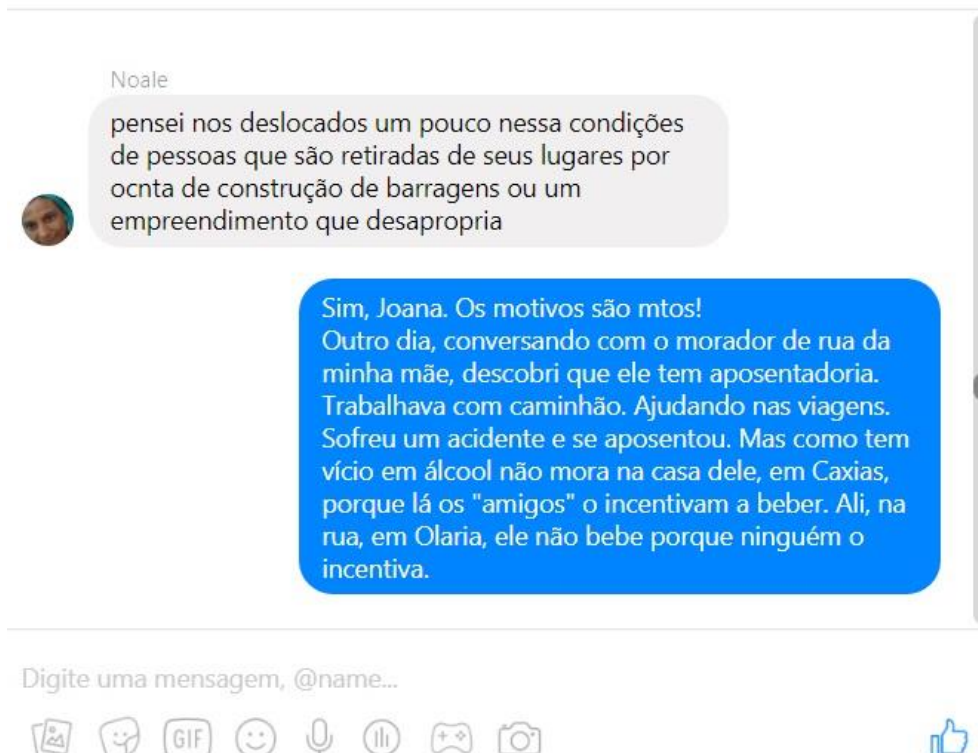 Noale
pensei nos deslocados um pouco nessa condições
de pessoas que são retiradas de seus lugares por
ocnta de construção de barragens ou um
empreendimento que desapropria
Sim, Joana. Os motivos são mtos!
Outro dia, conversando com o morador de rua da
minha mãe, descobri que ele tem aposentadoria.
Trabalhava com caminhão. Ajudando nas viagens.
Sofreu um acidente e se aposentou. Mas como tem
vício em álcool não mora na casa dele, em Caxias,
porque lá os "amigos" o incentivam a beber. Ali, na
rua, em Olaria, ele não bebe porque ninguém o
incentiva.
Digite uma mensagem, @name...
GIF